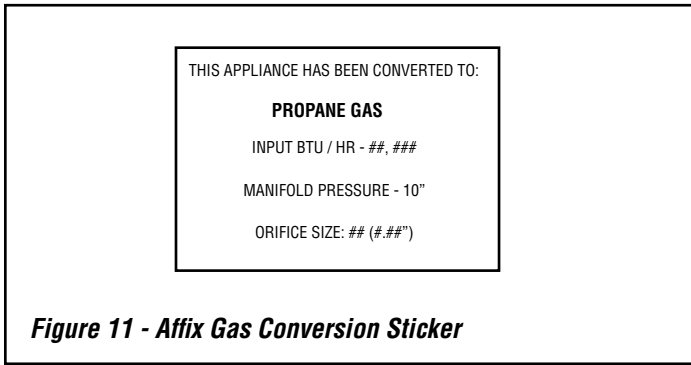 THIS APPLIANCE HAS BEEN CONVERTED TO:
PROPANE GAS
INPUT BTU / HR - ##, ###
MANIFOLD PRESSURE - 10”
ORIFICE SIZE: ## (#.##”)
Figure 11 - Affix Gas Conversion Sticker